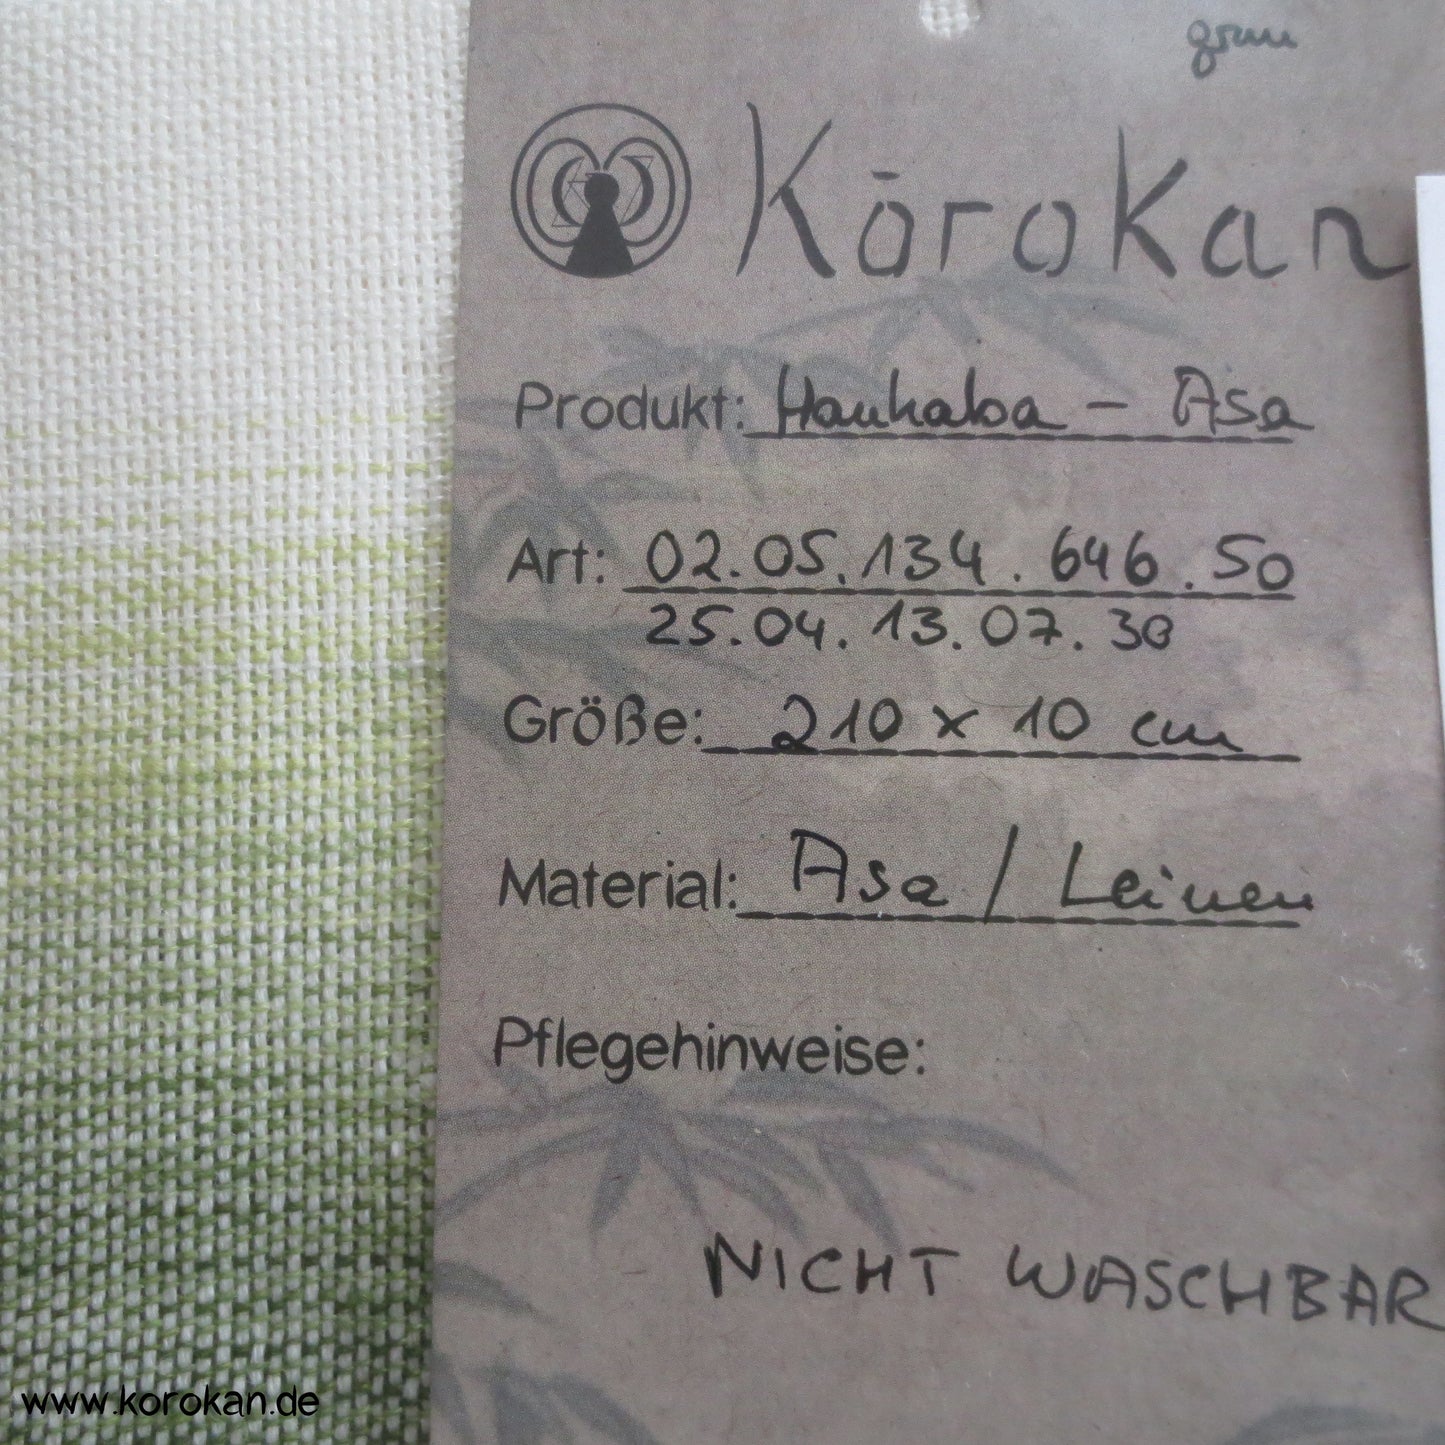 grün
Kōrokan
Produkt: Hanhaba - Asa
Art: 02.05.134.646.50
25.04.13.07.30
Größe: 210 x 10 cm
Material: Asa / Leinen
Pflegehinweise:
NICHT WASCHBAR
www.korokan.de